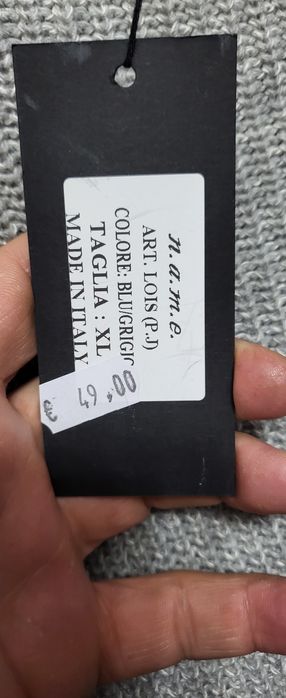 n.a.m.e.
ART. LOIS (P.J)
COLORE: BLU/GRIGIO
TAGLIA : XL
MADE IN ITALY
49.00